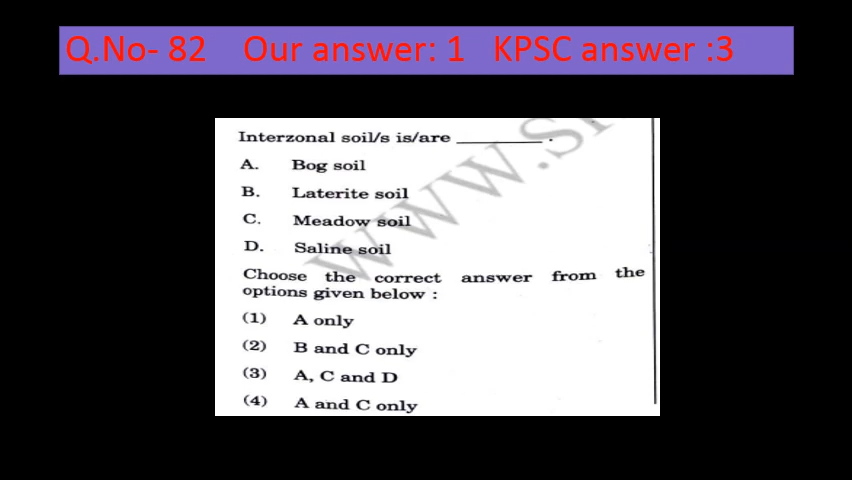 Q.No- 82 Our answer: 1 KPSC answer :3
Interzonal soil/s is/are ________ .
A. Bog soil
B. Laterite soil
C. Meadow soil
D. Saline soil
Choose the correct answer from the
options given below :
(1) A only
(2) B and C only
(3) A, C and D
(4) A and C only